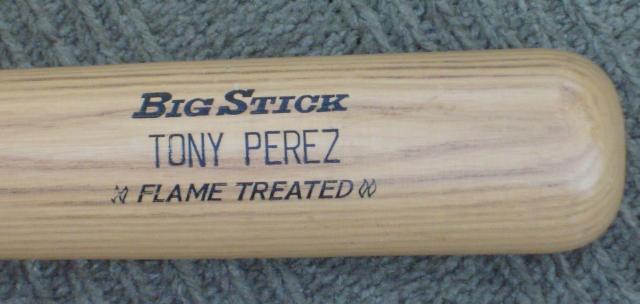 BIG STICK
TONY PEREZ
FLAME TREATED